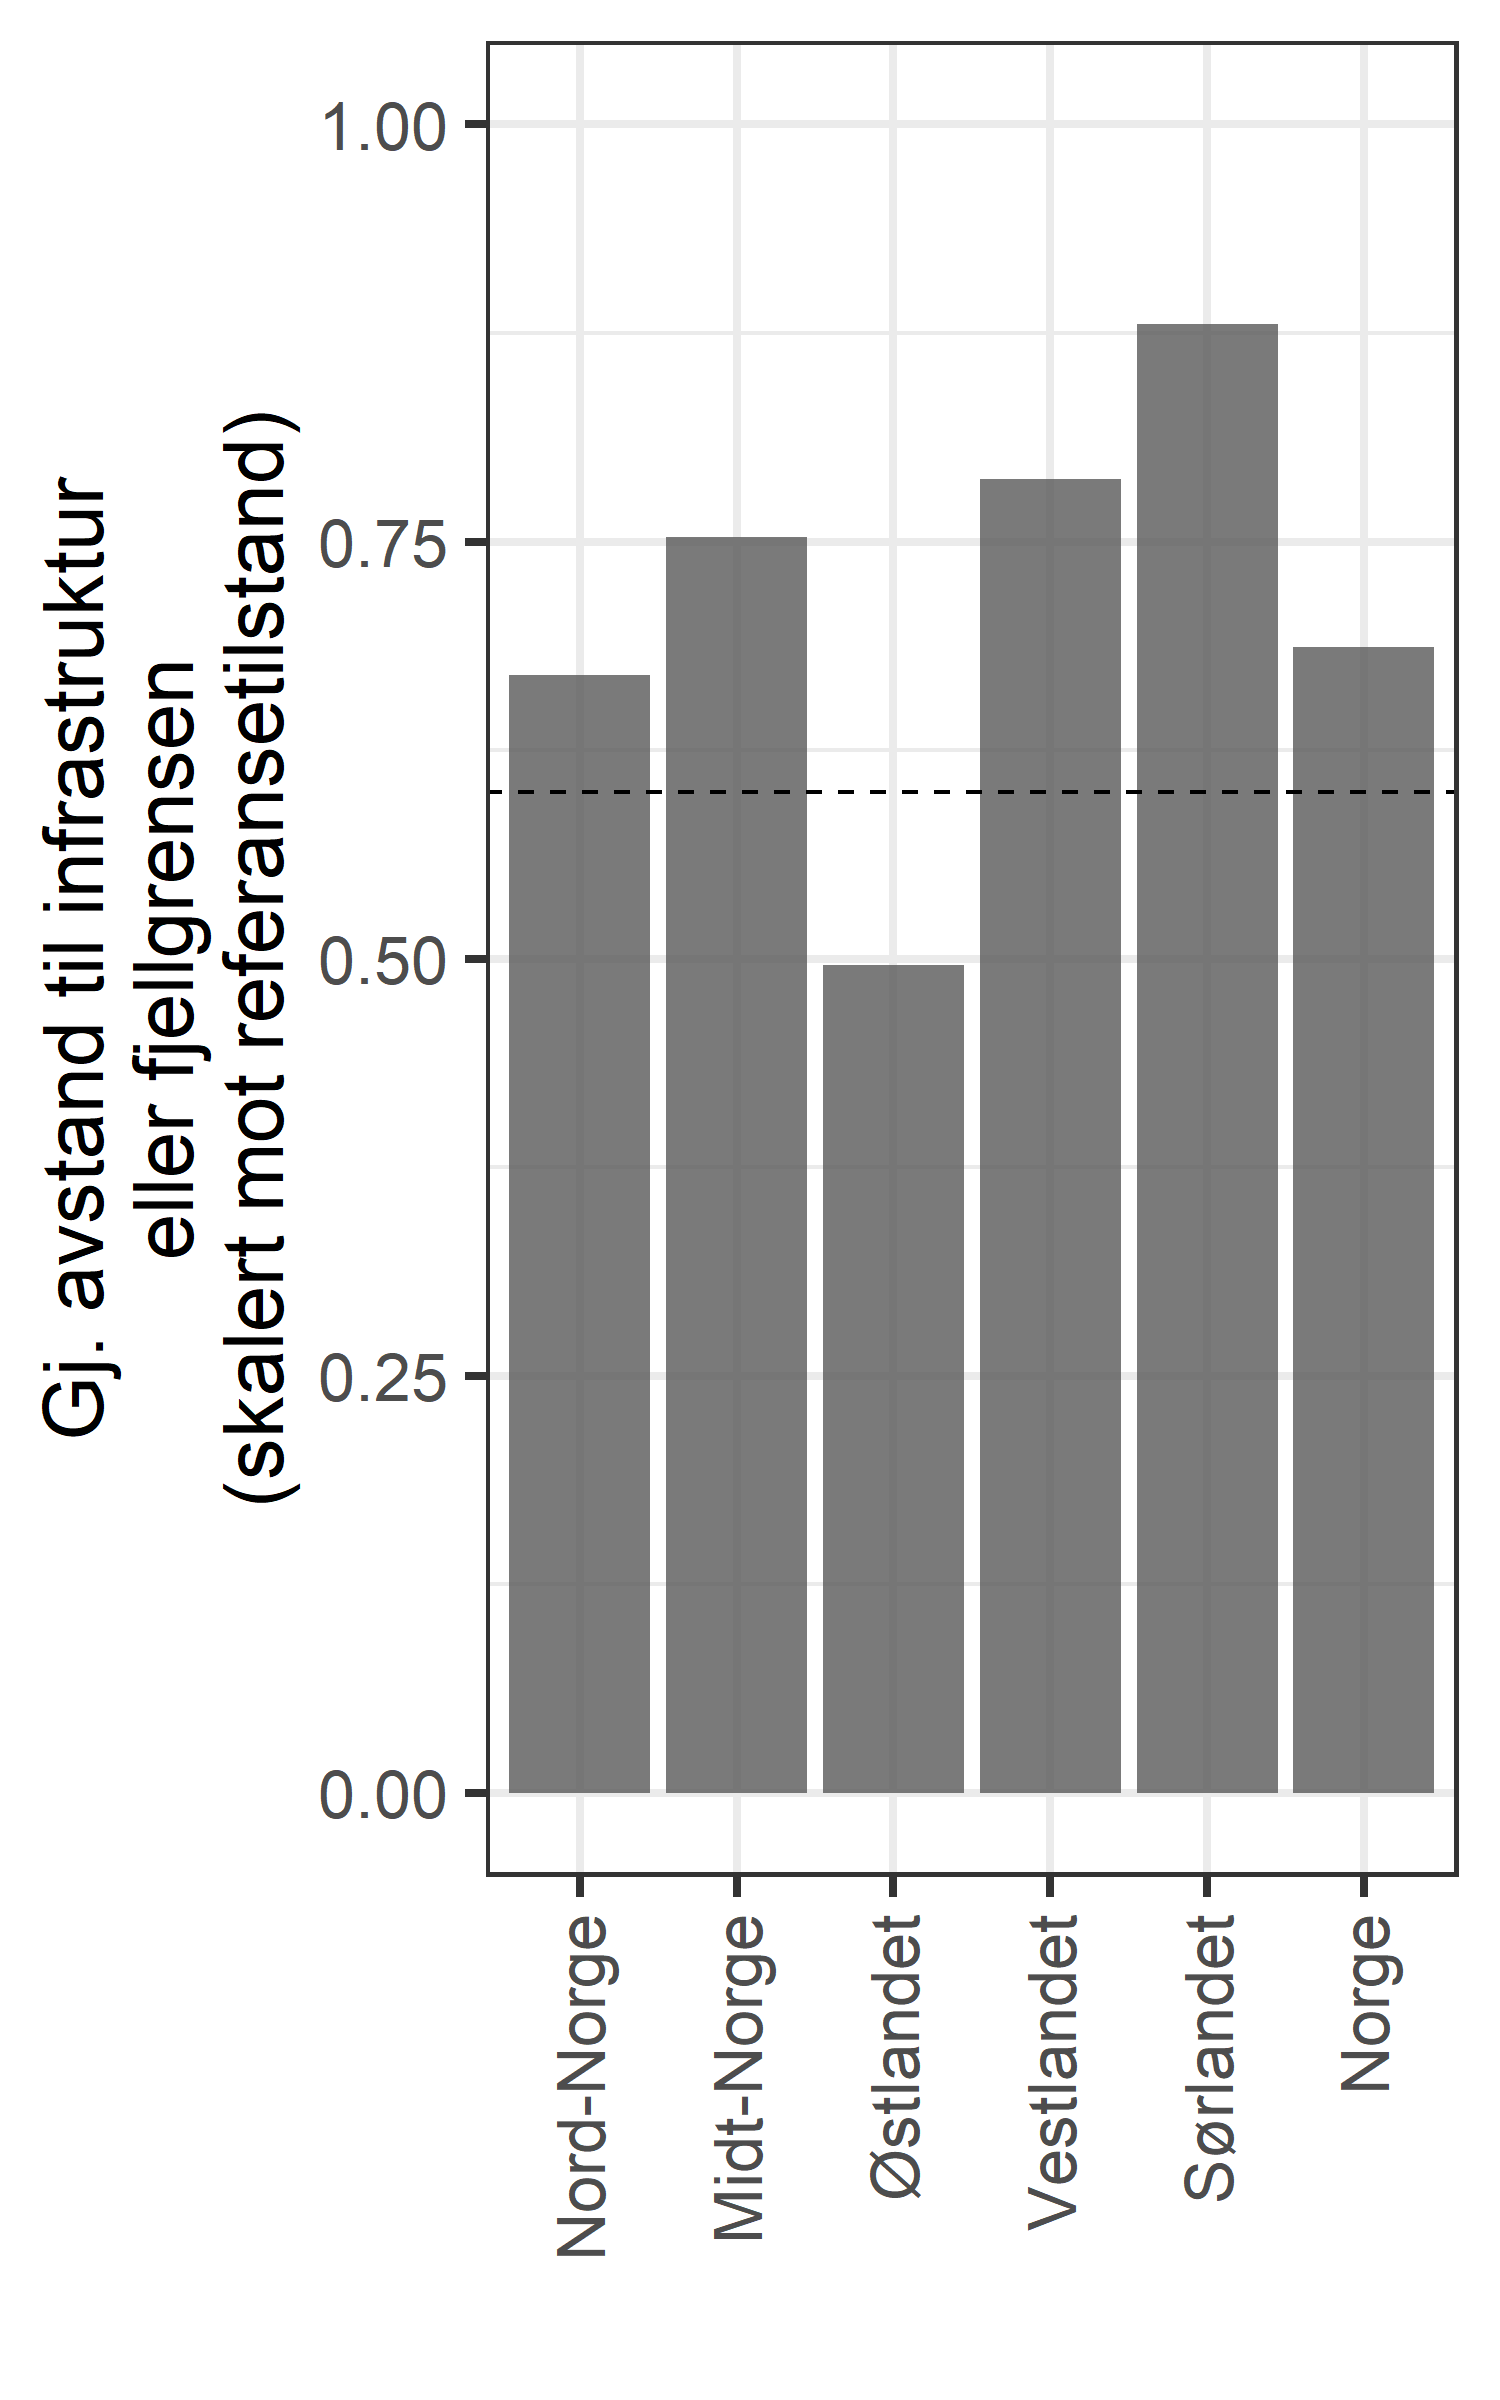 Gj. avstand til infrastruktur
eller fjellgrensen
(skalert mot referansetilstand)
1.00
0.75
0.50
0.25
0.00
Nord-Norge
Midt-Norge
Østlandet
Vestlandet
Sørlandet
Norge